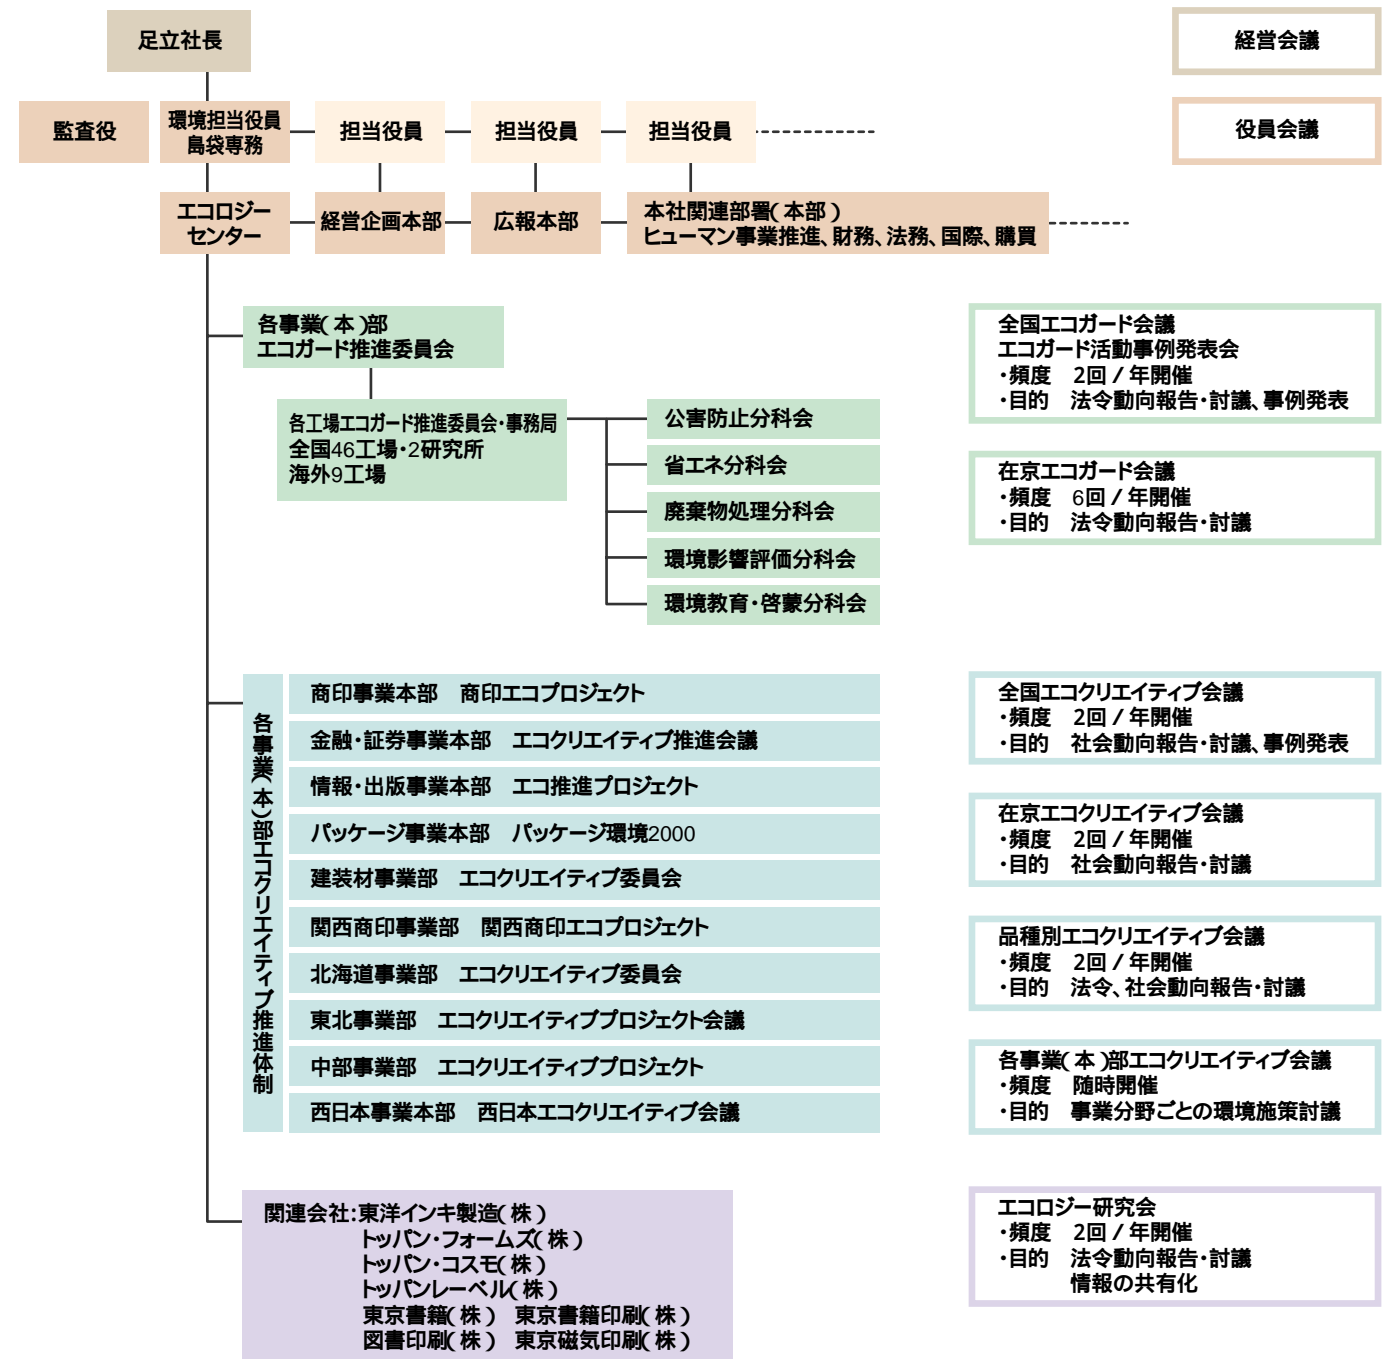 足立社長
経営会議
監査役
環境担当役員
島袋専務
担当役員
担当役員
担当役員
役員会議
エコロジー
センター
経営企画本部
広報本部
本社関連部署(本部)
ヒューマン事業推進、財務、法務、国際、購買
各事業(本)部
エコガード推進委員会
各工場エコガード推進委員会・事務局
全国46工場・2研究所
海外9工場
公害防止分科会
省エネ分科会
廃棄物処理分科会
環境影響評価分科会
環境教育・啓蒙分科会
全国エコガード会議
エコガード活動事例発表会
・頻度　2回/年開催
・目的　法令動向報告・討議、事例発表
在京エコガード会議
・頻度　6回/年開催
・目的　法令動向報告・討議
各事業(本)部エコクリエイティブ推進体制
商印事業本部　商印エコプロジェクト
金融・証券事業本部　エコクリエイティブ推進会議
情報・出版事業本部　エコ推進プロジェクト
パッケージ事業本部　パッケージ環境2000
建装材事業部　エコクリエイティブ委員会
関西商印事業部　関西商印エコプロジェクト
北海道事業部　エコクリエイティブ委員会
東北事業部　エコクリエイティブプロジェクト会議
中部事業部　エコクリエイティブプロジェクト
西日本事業本部　西日本エコクリエイティブ会議
全国エコクリエイティブ会議
・頻度　2回/年開催
・目的　社会動向報告・討議、事例発表
在京エコクリエイティブ会議
・頻度　2回/年開催
・目的　社会動向報告・討議
品種別エコクリエイティブ会議
・頻度　2回/年開催
・目的　法令、社会動向報告・討議
各事業(本)部エコクリエイティブ会議
・頻度　随時開催
・目的　事業分野ごとの環境施策討議
関連会社:東洋インキ製造(株)
トッパン・フォームズ(株)
トッパン・コスモ(株)
トッパンレーベル(株)
東京書籍(株)　東京書籍印刷(株)
図書印刷(株)　東京磁気印刷(株)
エコロジー研究会
・頻度　2回/年開催
・目的　法令動向報告・討議
情報の共有化